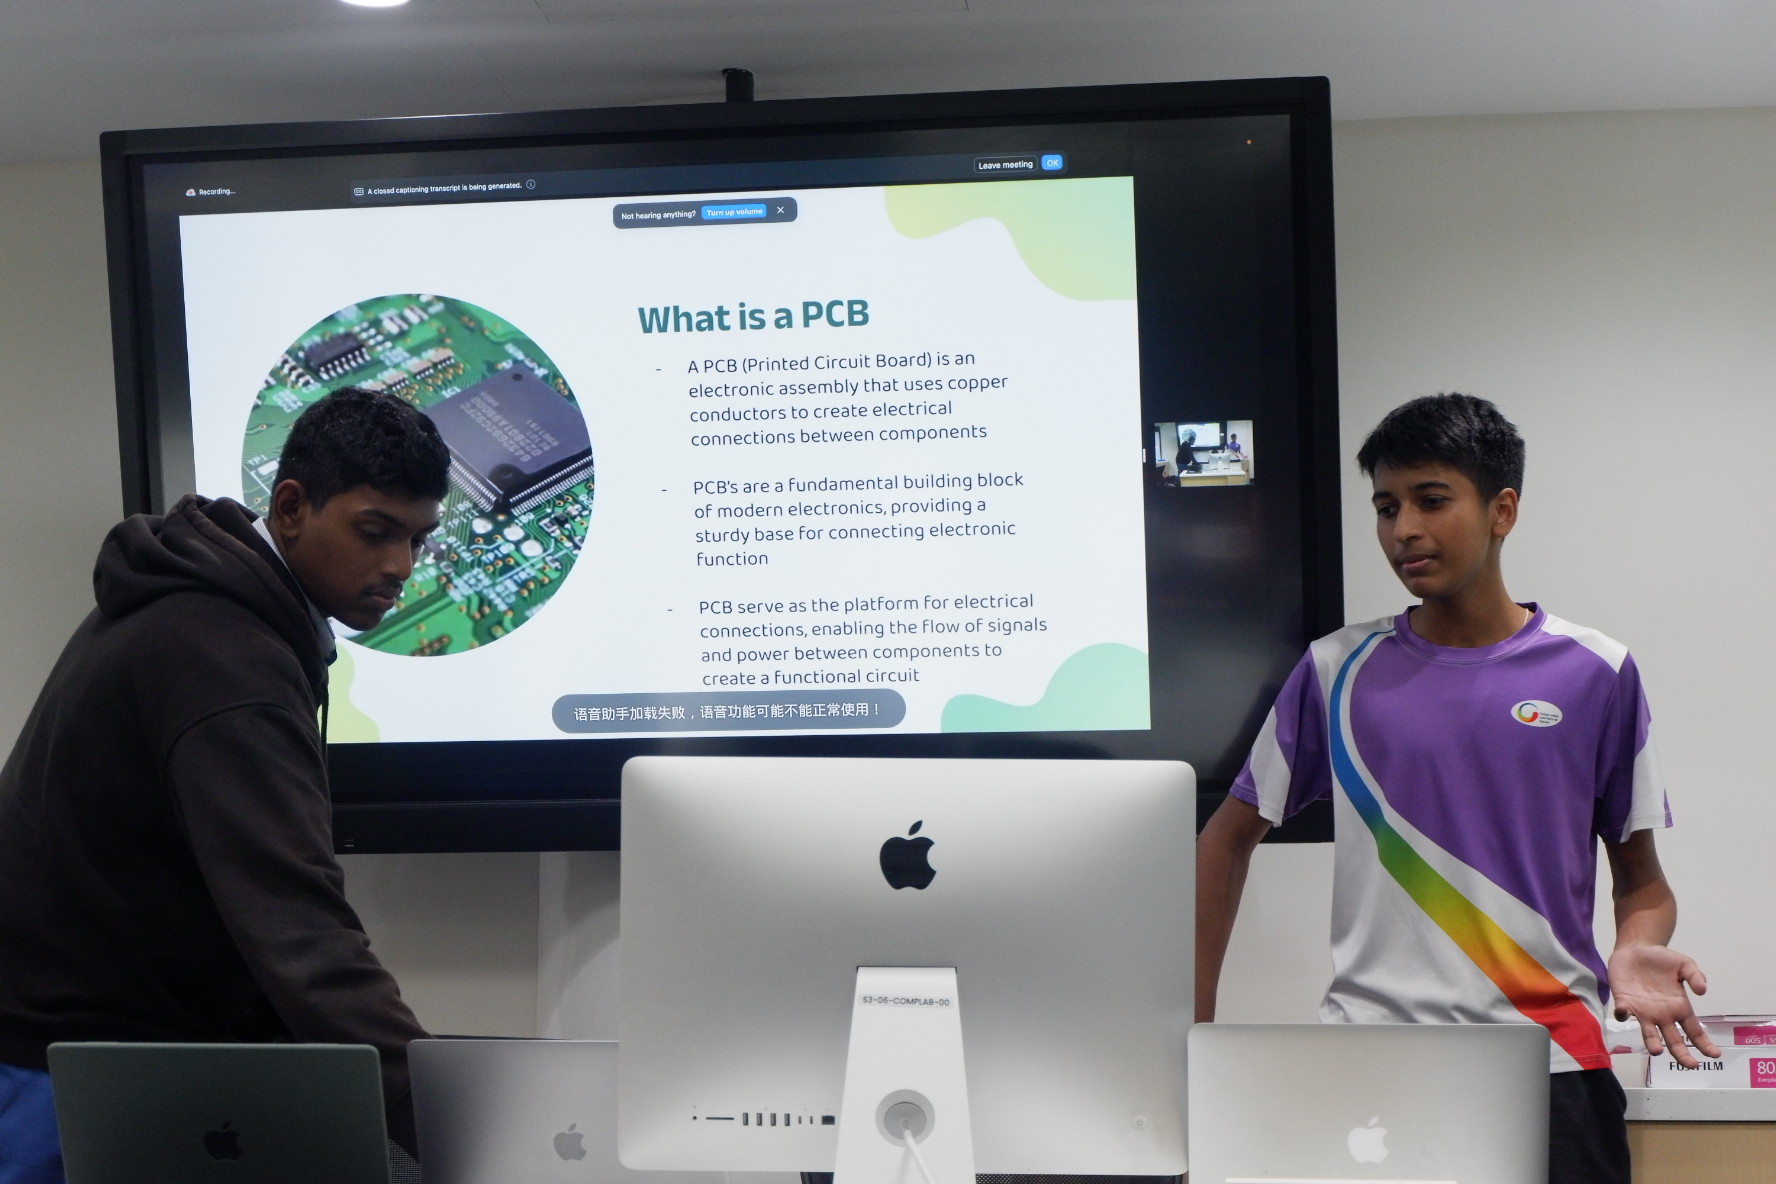 Recording...
A closed captioning transcript is being generated.
Leave meeting
OK
Not hearing anything?
Turn up volume
What is a PCB
- A PCB (Printed Circuit Board) is an
electronic assembly that uses copper
conductors to create electrical
connections between components
- PCB's are a fundamental building block
of modern electronics, providing a
sturdy base for connecting electronic
function
- PCB serve as the platform for electrical
connections, enabling the flow of signals
and power between components to
create a functional circuit
语音助手加载失败，语音功能可能不能正常使用！
TP1
S3-06-COMPLAB-00
500
FUJIFILM
80